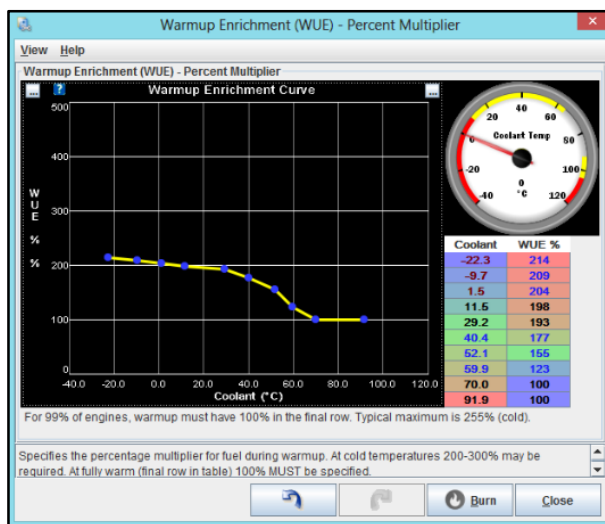 Warmup Enrichment (WUE) - Percent Multiplier
View Help
Warmup Enrichment (WUE) - Percent Multiplier
... ? Warmup Enrichment Curve ...
500
400
300
200
100
0
W
U
E
%
%
-40.0 -20.0 0.0 20.0 40.0 60.0 80.0 100.0 120.0
Coolant (°C)
-40 -20 0 20 40 60 80 100 120
Coolant Temp
0
°C
Coolant WUE %
-22.3 214
-9.7 209
1.5 204
11.5 198
29.2 193
40.4 177
52.1 155
59.9 123
70.0 100
91.9 100
For 99% of engines, warmup must have 100% in the final row. Typical maximum is 255% (cold).
Specifies the percentage multiplier for fuel during warmup. At cold temperatures 200-300% may be
required. At fully warm (final row in table) 100% MUST be specified.
Burn Close